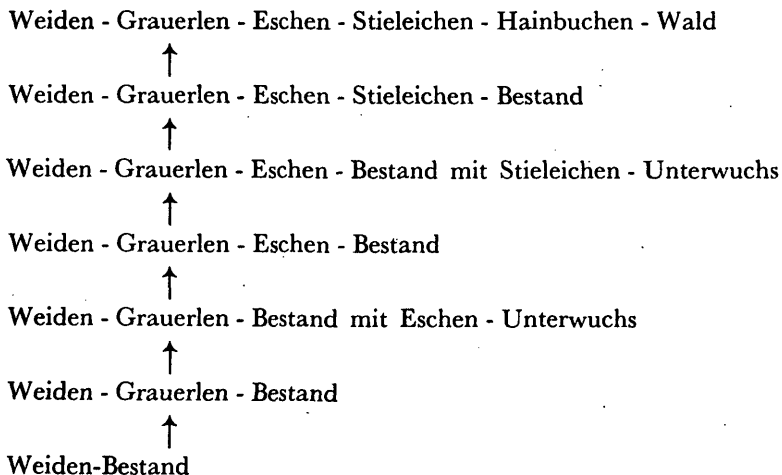 Weiden - Grauerlen - Eschen - Stieleichen - Hainbuchen - Wald
↑
Weiden - Grauerlen - Eschen - Stieleichen - Bestand
↑
Weiden - Grauerlen - Eschen - Bestand mit Stieleichen - Unterwuchs
↑
Weiden - Grauerlen - Eschen - Bestand
↑
Weiden - Grauerlen - Bestand mit Eschen - Unterwuchs
↑
Weiden - Grauerlen - Bestand
↑
Weiden-Bestand